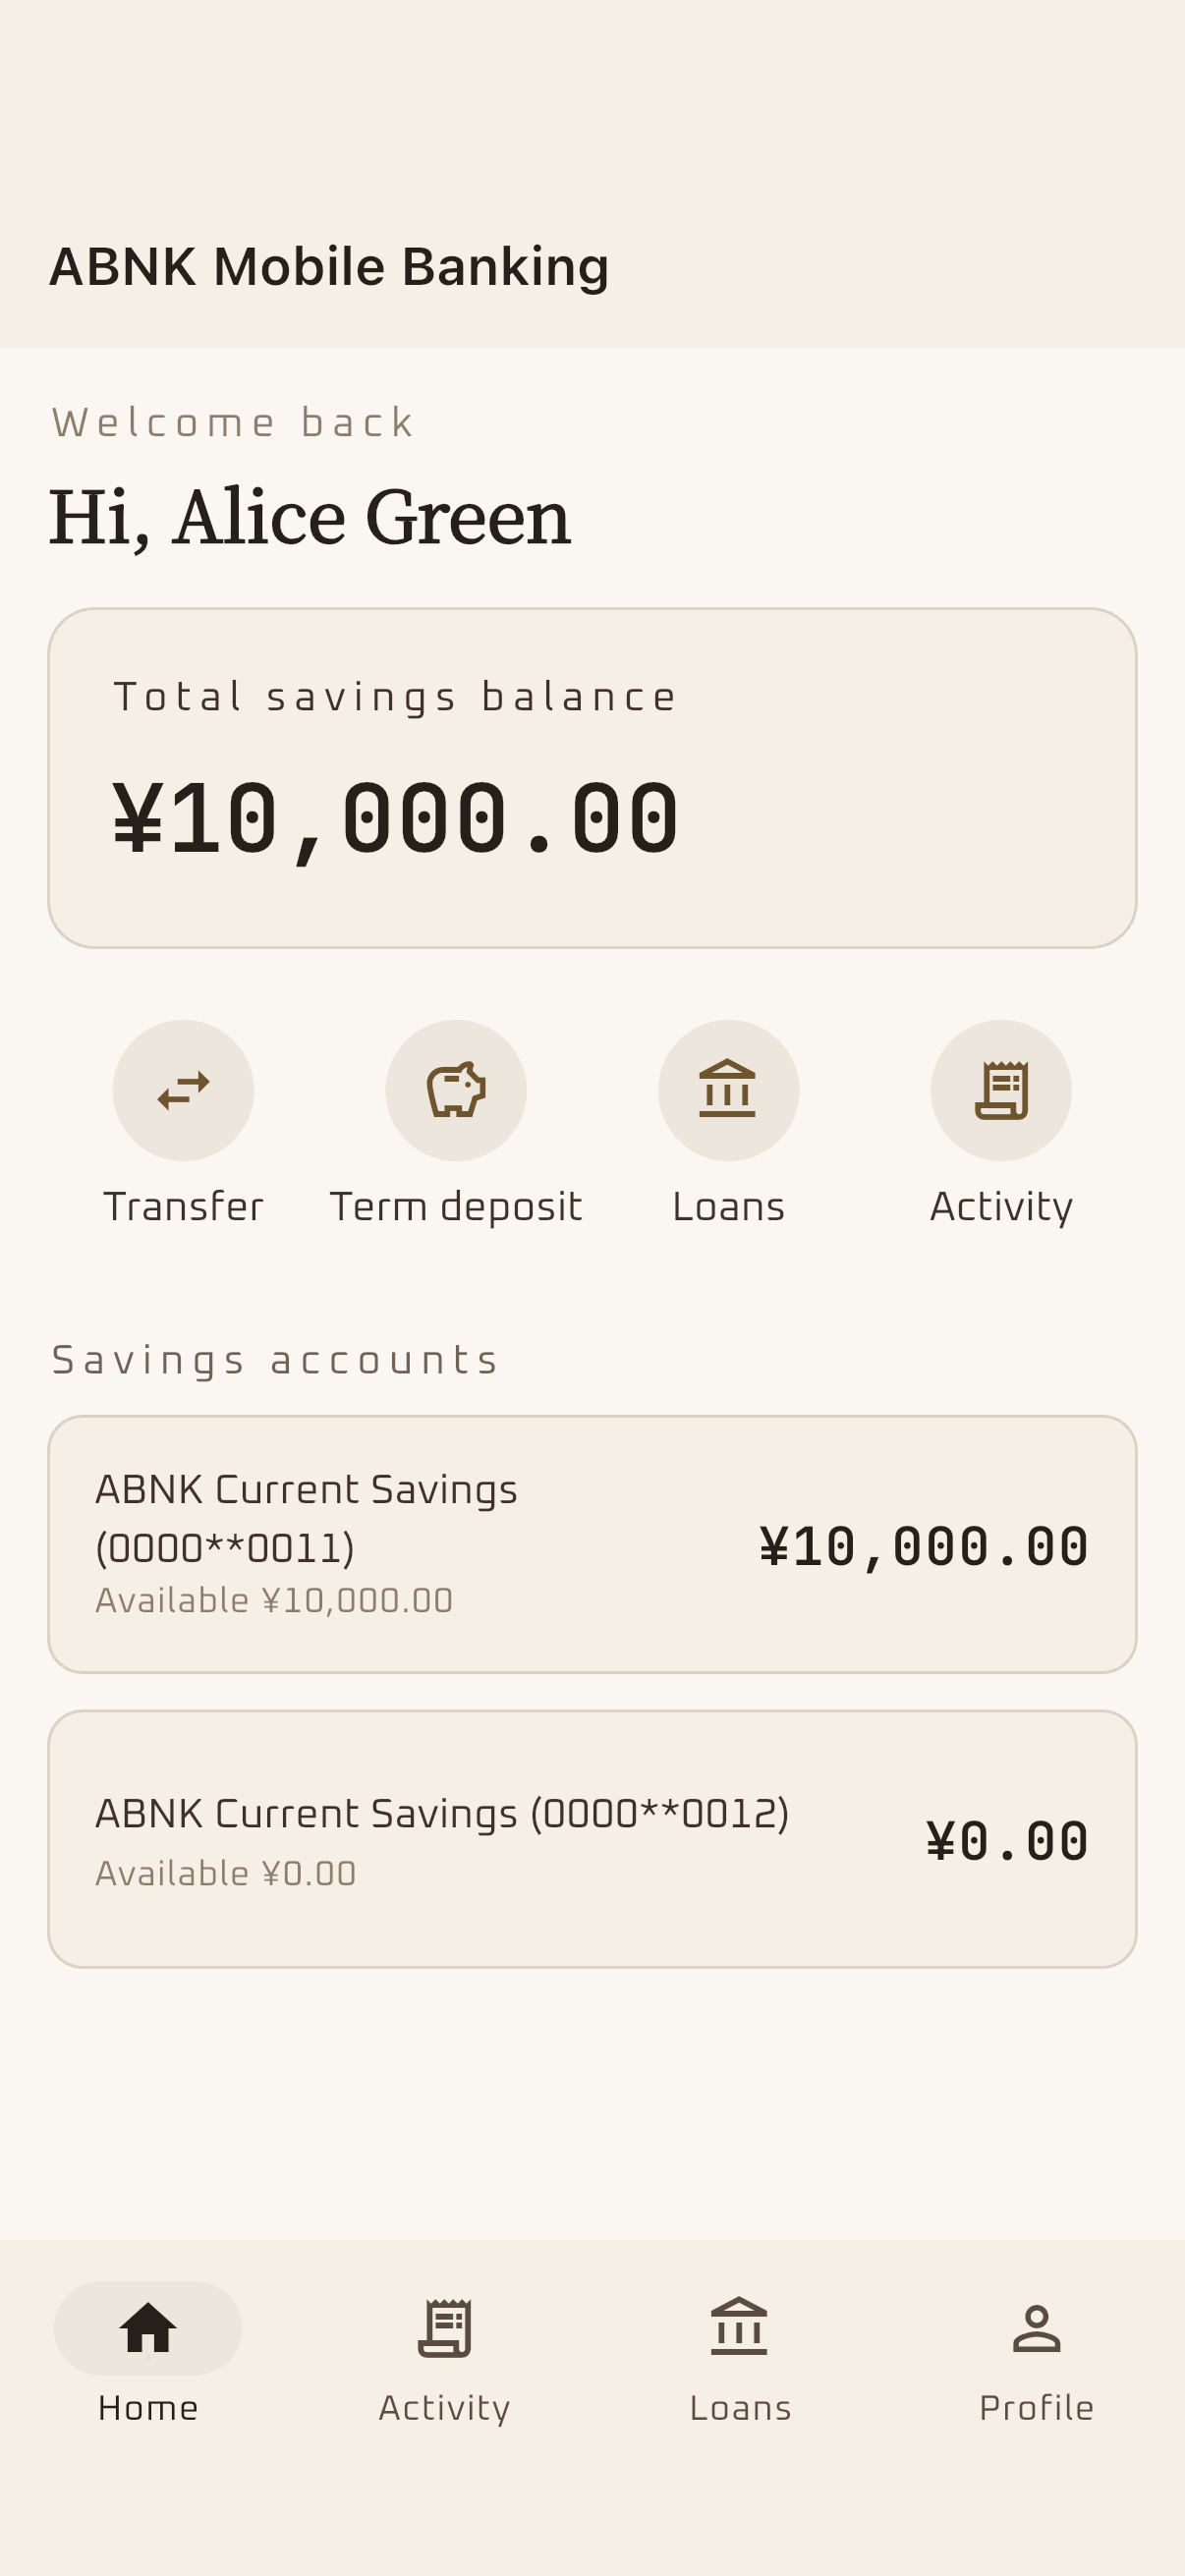 ABNK Mobile Banking
Welcome back
Hi, Alice Green
Total savings balance
¥10,000.00
Transfer
Term deposit
Loans
Activity
Savings accounts
ABNK Current Savings
(0000**0011)
Available ¥10,000.00
¥10,000.00
ABNK Current Savings (0000**0012)
Available ¥0.00
¥0.00
Home
Activity
Loans
Profile